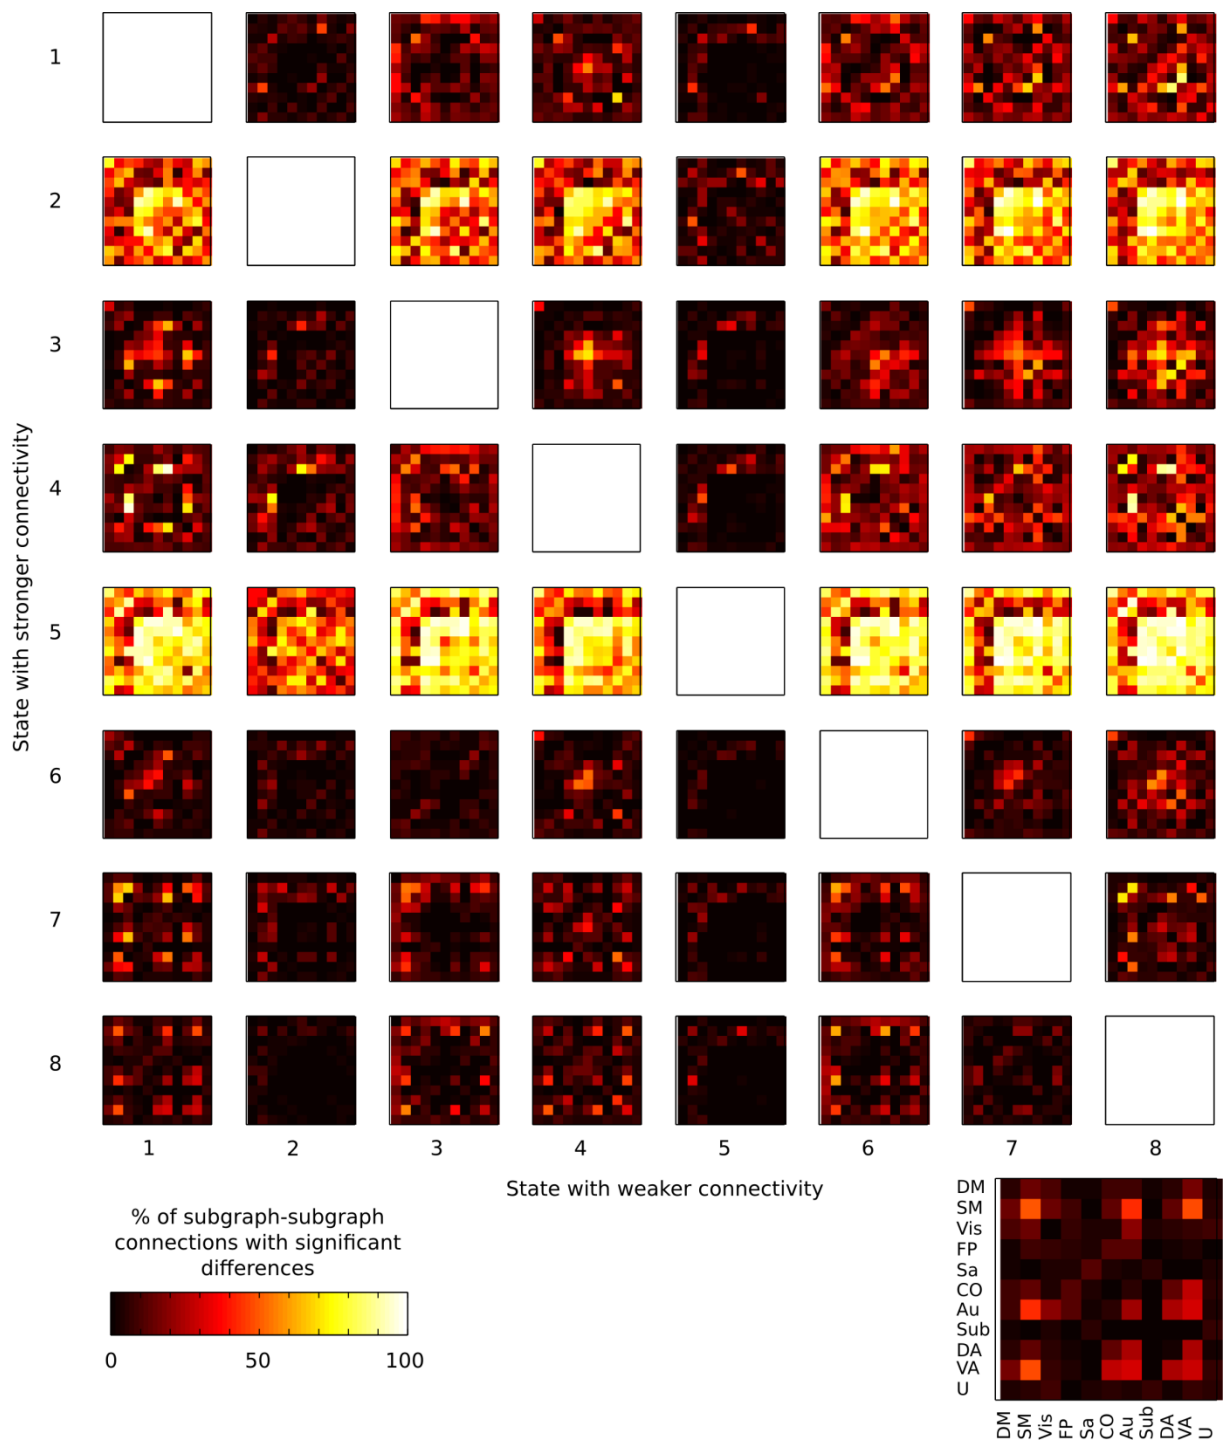 1
2
3
4
5
6
7
8
State with stronger connectivity
1 2 3 4 5 6 7 8
State with weaker connectivity
% of subgraph-subgraph
connections with significant
differences
0 50 100
DM
SM
Vis
FP
Sa
CO
Au
Sub
DA
VA
U
DM SM Vis FP Sa CO Au Sub DA VA U